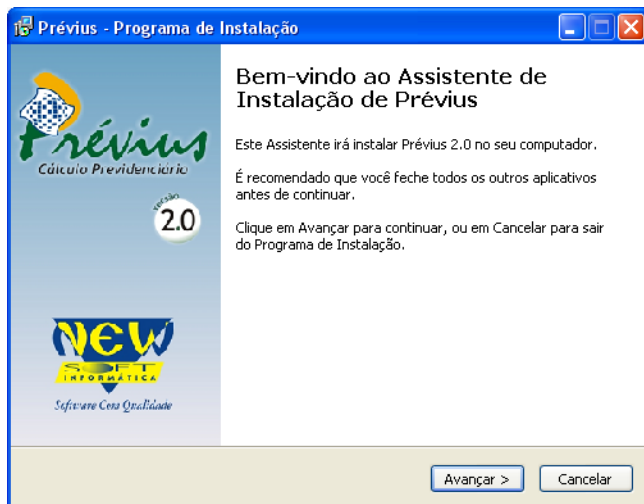 Prévius - Programa de Instalação
Prévius
Cálculo Previdenciário
versão
2.0
NEW
SOFT
INFORMÁTICA
Software Com Qualidade
Bem-vindo ao Assistente de
Instalação de Prévius
Este Assistente irá instalar Prévius 2.0 no seu computador.
É recomendado que você feche todos os outros aplicativos
antes de continuar.
Clique em Avançar para continuar, ou em Cancelar para sair
do Programa de Instalação.
Avançar >
Cancelar